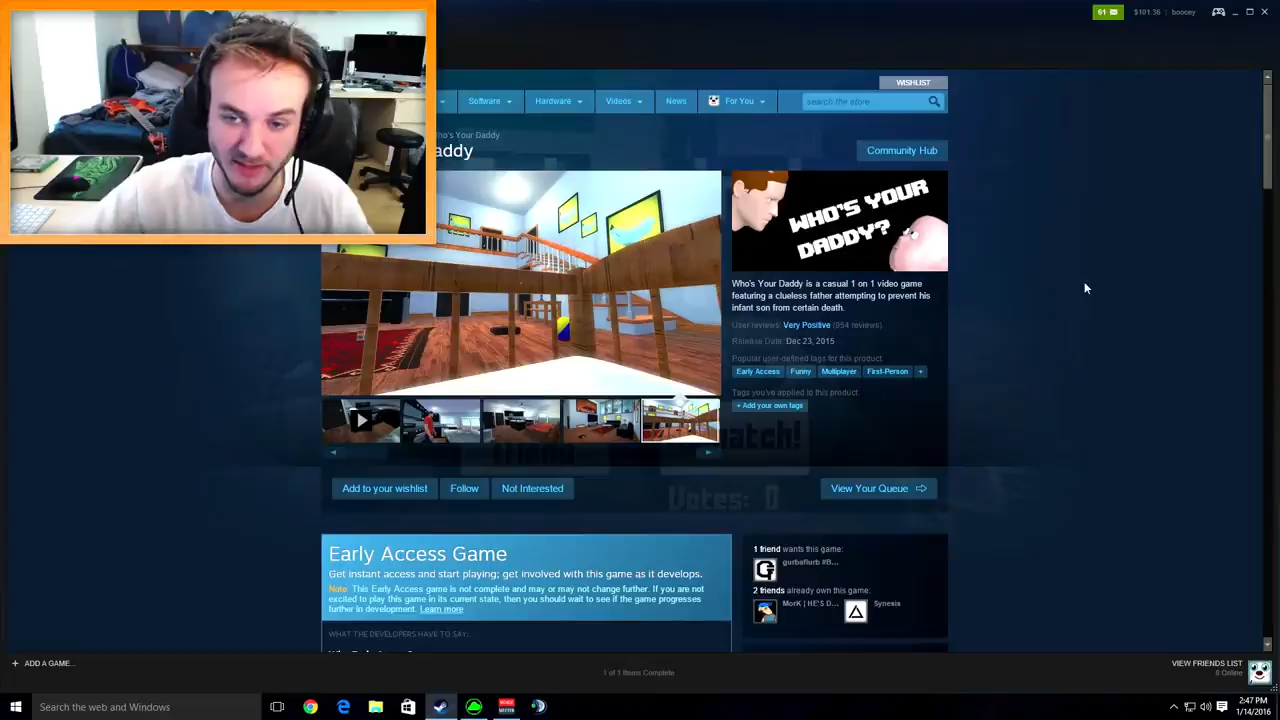 61
$101.36
boocey
WISHLIST
Software
Hardware
Videos
News
For You
search the store
Who's Your Daddy
addy
Community Hub
WHO'S YOUR
DADDY?
Who's Your Daddy is a casual 1 on 1 video game
featuring a clueless father attempting to prevent his
infant son from certain death.
User reviews: Very Positive (954 reviews)
Release Date: Dec 23, 2015
Popular user-defined tags for this product:
Early Access Funny Multiplayer First-Person +
Tags you've applied to this product:
+ Add your own tags
Votes: 0
Add to your wishlist
Follow
Not Interested
View Your Queue
Early Access Game
Get instant access and start playing; get involved with this game as it develops.
Note: This Early Access game is not complete and may or may not change further. If you are not
excited to play this game in its current state, then you should wait to see if the game progresses
further in development. Learn more
WHAT THE DEVELOPERS HAVE TO SAY:
1 friend wants this game:
gurbaflurb #B...
2 friends already own this game:
MorK | HE'S D...
Synesis
+ ADD A GAME...
1 of 1 Items Complete
VIEW FRIENDS LIST
8 Online
Search the web and Windows
2:47 PM
1/14/2016